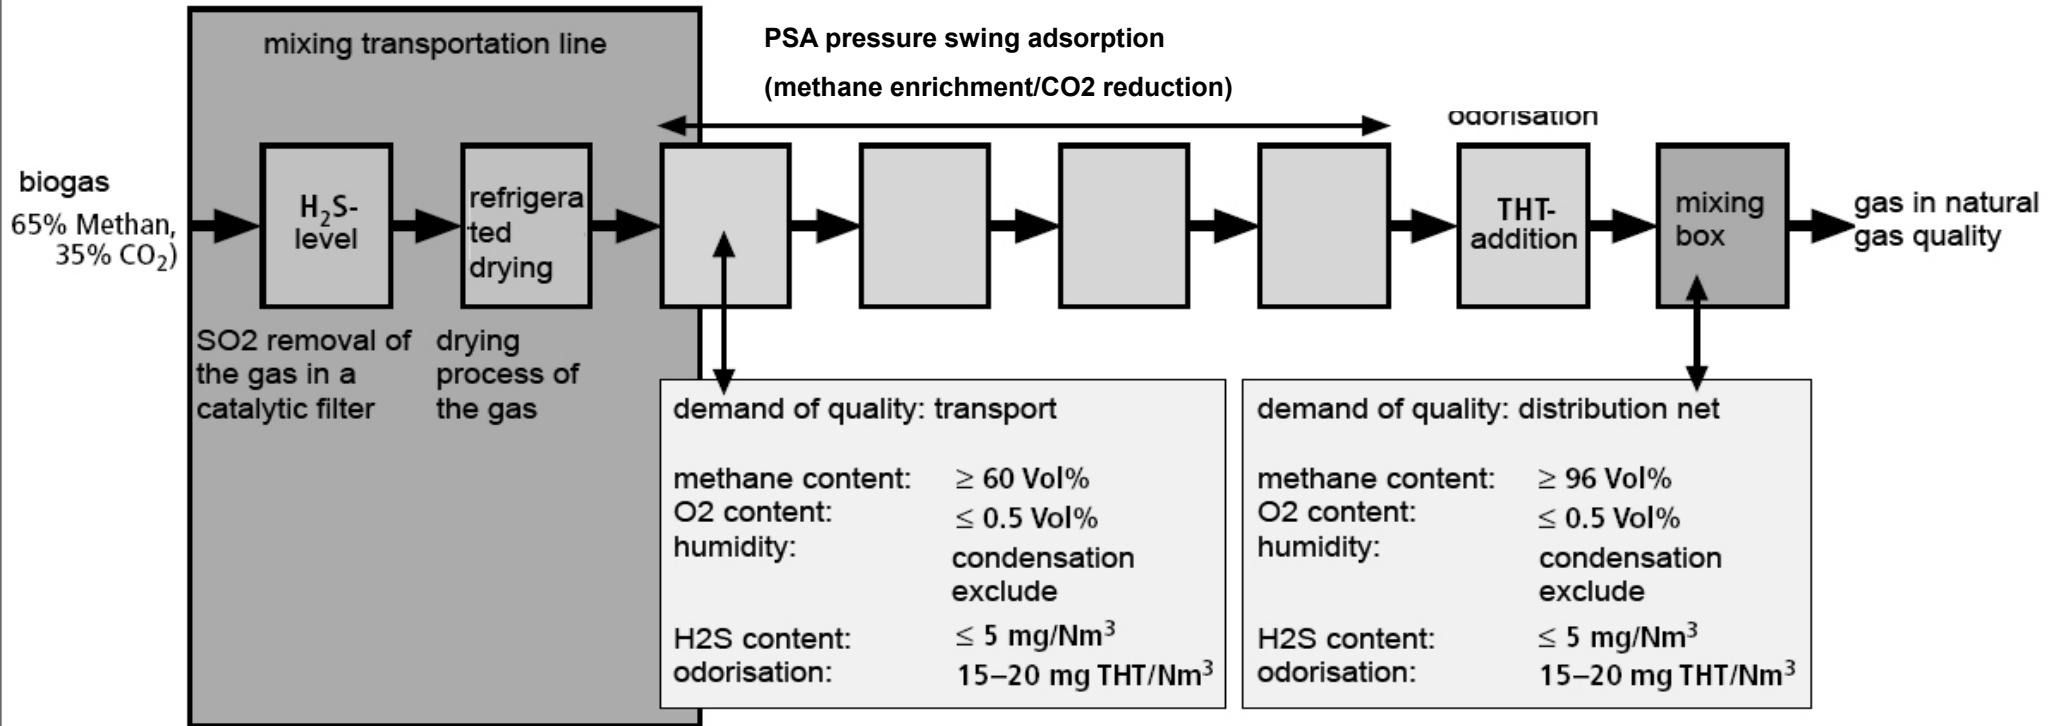 mixing transportation line
PSA pressure swing adsorption
(methane enrichment/CO2 reduction)
odorisation
biogas
65% Methan,
35% CO₂)
H₂S-
level
refrigera
ted
drying
THT-
addition
mixing
box
gas in natural
gas quality
SO2 removal of
the gas in a
catalytic filter
drying
process of
the gas
demand of quality: transport
methane content: ≥ 60 Vol%
O2 content: ≤ 0.5 Vol%
humidity: condensation
exclude
H2S content: ≤ 5 mg/Nm³
odorisation: 15–20 mg THT/Nm³
demand of quality: distribution net
methane content: ≥ 96 Vol%
O2 content: ≤ 0.5 Vol%
humidity: condensation
exclude
H2S content: ≤ 5 mg/Nm³
odorisation: 15–20 mg THT/Nm³